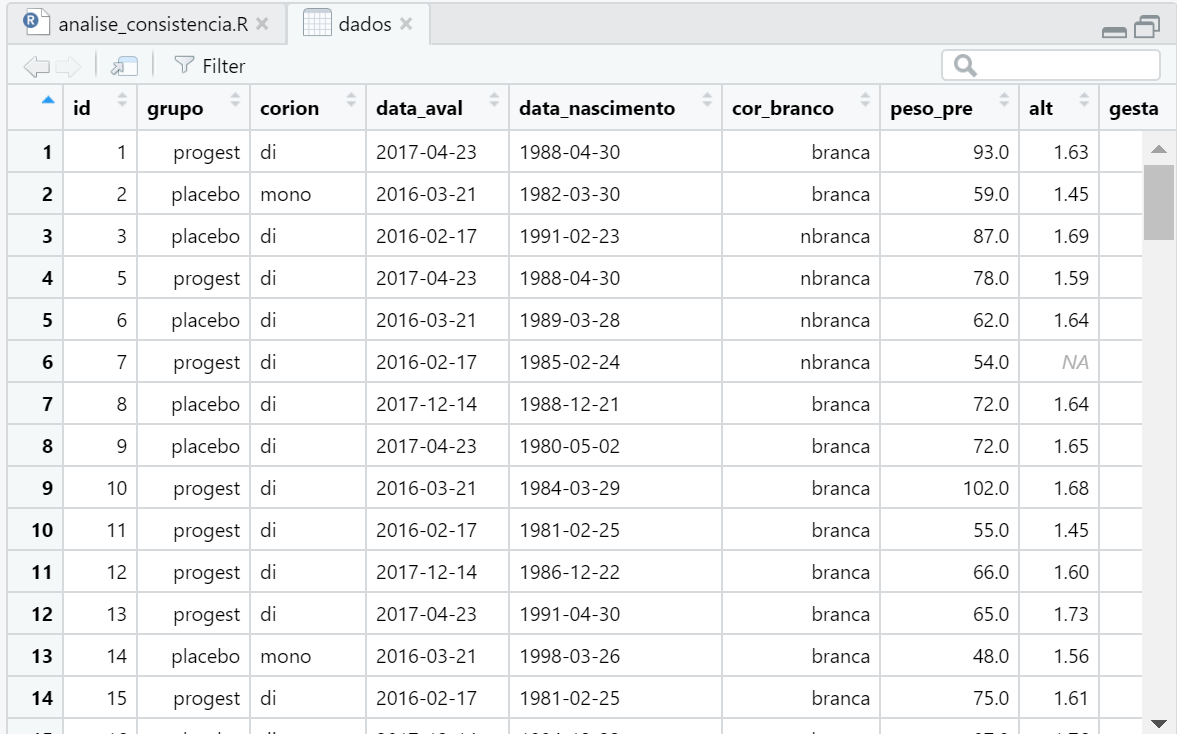 analise_consistencia.R dados
Filter
id grupo corion data_aval data_nascimento cor_branco peso_pre alt gesta
1 1 progest di 2017-04-23 1988-04-30 branca 93.0 1.63
2 2 placebo mono 2016-03-21 1982-03-30 branca 59.0 1.45
3 3 placebo di 2016-02-17 1991-02-23 nbranca 87.0 1.69
4 5 progest di 2017-04-23 1988-04-30 nbranca 78.0 1.59
5 6 placebo di 2016-03-21 1989-03-28 nbranca 62.0 1.64
6 7 progest di 2016-02-17 1985-02-24 nbranca 54.0 NA
7 8 placebo di 2017-12-14 1988-12-21 branca 72.0 1.64
8 9 placebo di 2017-04-23 1980-05-02 branca 72.0 1.65
9 10 progest di 2016-03-21 1984-03-29 branca 102.0 1.68
10 11 progest di 2016-02-17 1981-02-25 branca 55.0 1.45
11 12 progest di 2017-12-14 1986-12-22 branca 66.0 1.60
12 13 progest di 2017-04-23 1991-04-30 branca 65.0 1.73
13 14 placebo mono 2016-03-21 1998-03-26 branca 48.0 1.56
14 15 progest di 2016-02-17 1981-02-25 branca 75.0 1.61